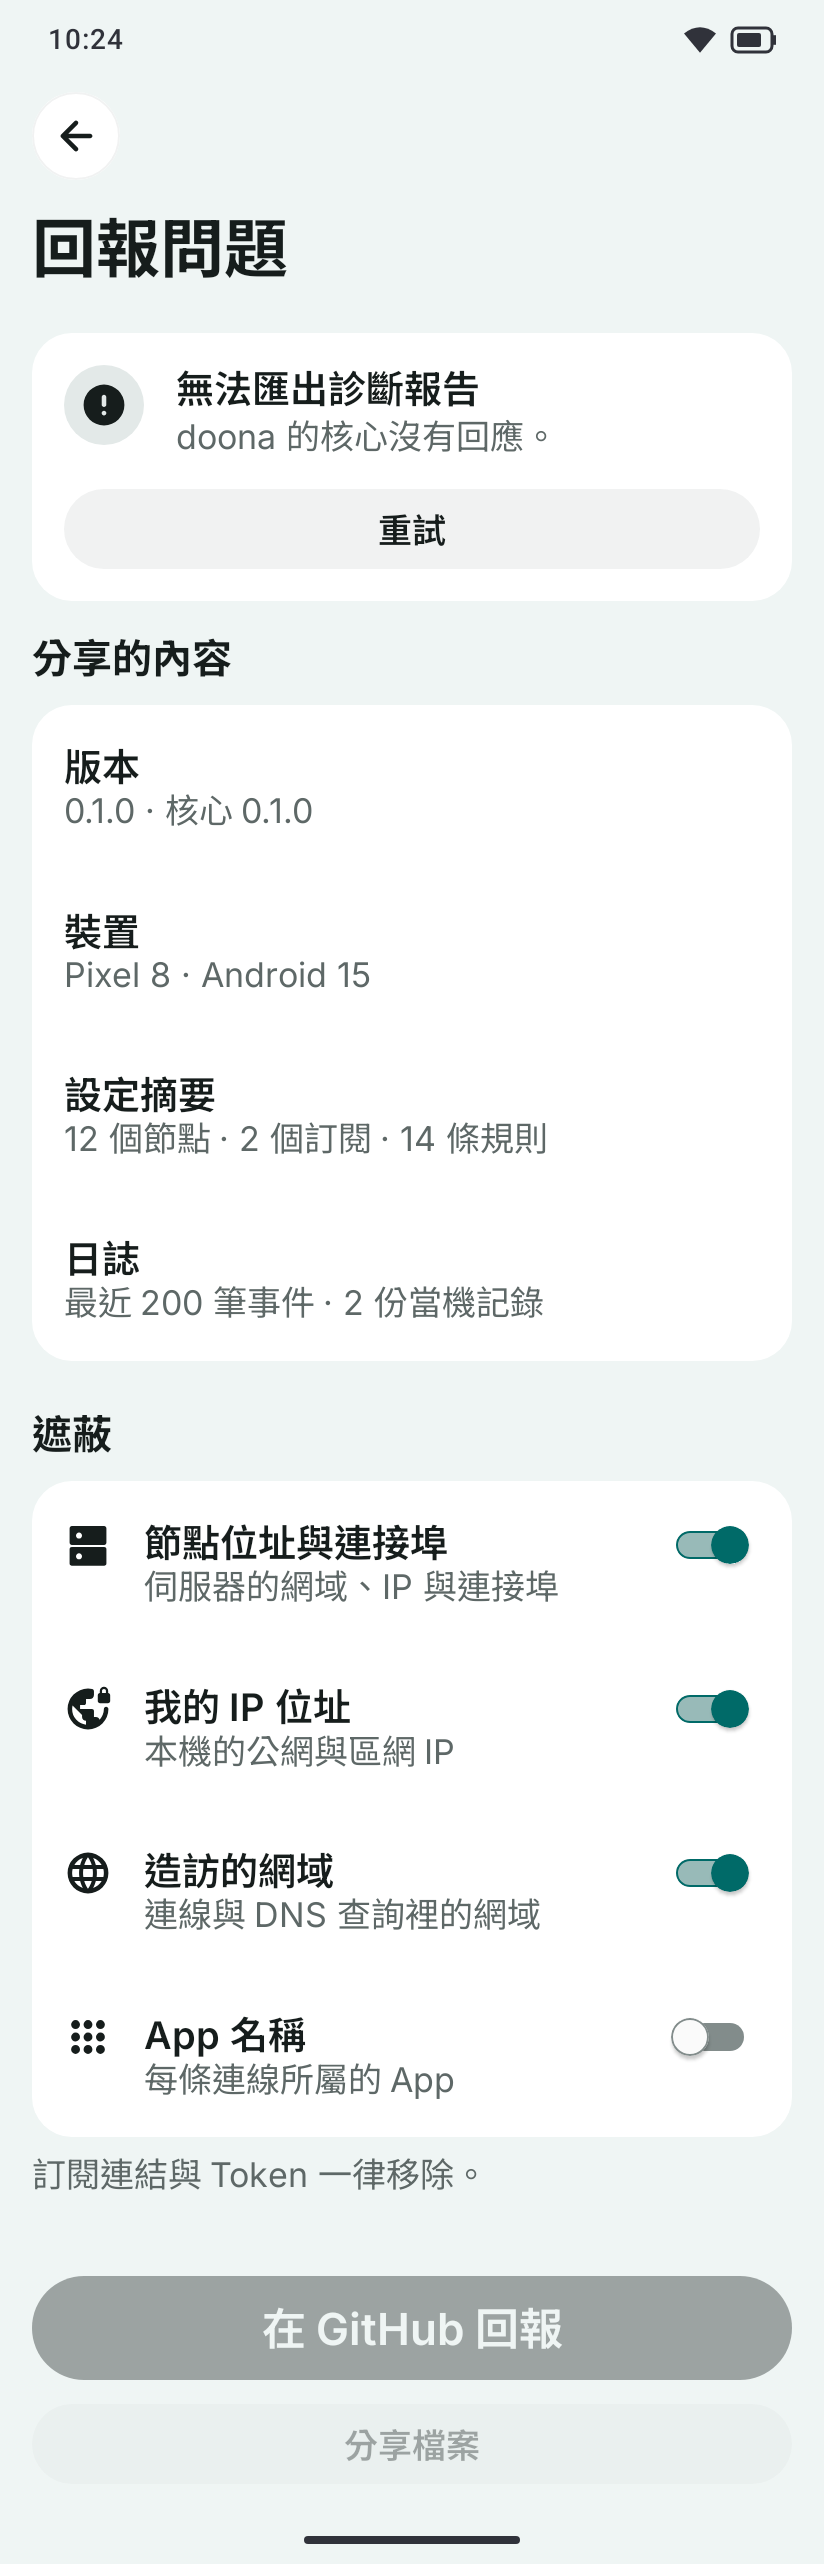 10:24
回報問題
無法匯出診斷報告
doona 的核心沒有回應。
重試
分享的內容
版本
0.1.0 · 核心 0.1.0
裝置
Pixel 8 · Android 15
設定摘要
12 個節點 · 2 個訂閱 · 14 條規則
日誌
最近 200 筆事件 · 2 份當機記錄
遮蔽
節點位址與連接埠
伺服器的網域、IP 與連接埠
我的 IP 位址
本機的公網與區網 IP
造訪的網域
連線與 DNS 查詢裡的網域
App 名稱
每條連線所屬的 App
訂閱連結與 Token 一律移除。
在 GitHub 回報
分享檔案